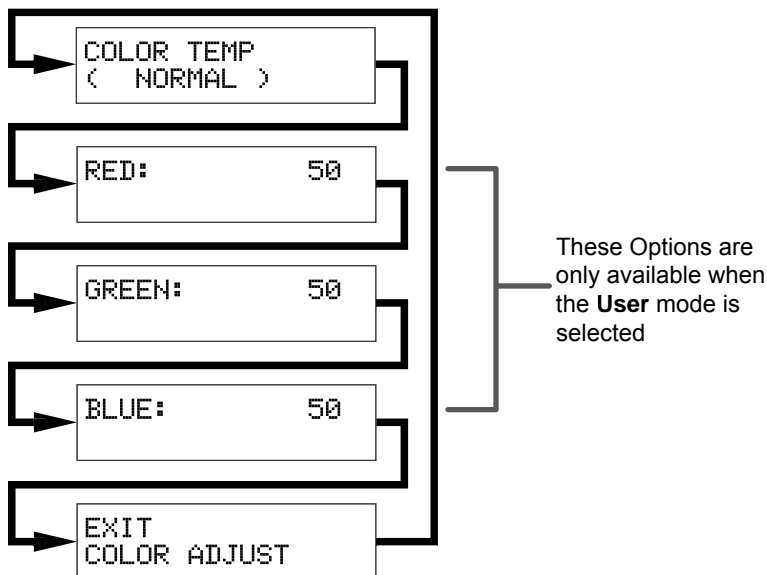 COLOR TEMP
( NORMAL )
RED: 50
GREEN: 50
BLUE: 50
EXIT
COLOR ADJUST
These Options are
only available when
the User mode is
selected